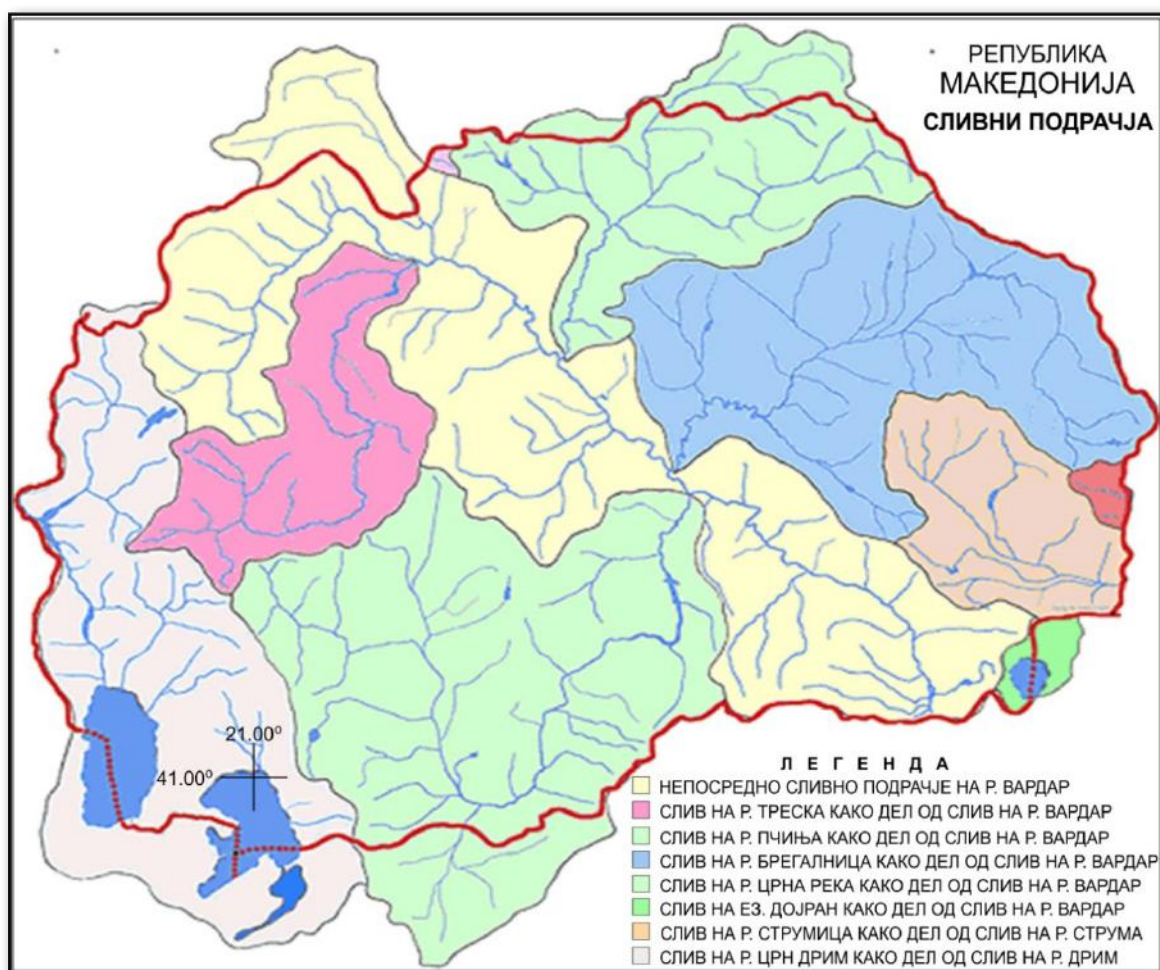 РЕПУБЛИКА
МАКЕДОНИЈА
СЛИВНИ ПОДРАЧЈА
21.00º
41.00º
ЛЕГЕНДА
НЕПОСРЕДНО СЛИВНО ПОДРАЧЈЕ НА Р. ВАРДАР
СЛИВ НА Р. ТРЕСКА КАКО ДЕЛ ОД СЛИВ НА Р. ВАРДАР
СЛИВ НА Р. ПЧИЊА КАКО ДЕЛ ОД СЛИВ НА Р. ВАРДАР
СЛИВ НА Р. БРЕГАЛНИЦА КАКО ДЕЛ ОД СЛИВ НА Р. ВАРДАР
СЛИВ НА Р. ЦРНА РЕКА КАКО ДЕЛ ОД СЛИВ НА Р. ВАРДАР
СЛИВ НА ЕЗ. ДОЈРАН КАКО ДЕЛ ОД СЛИВ НА Р. ВАРДАР
СЛИВ НА Р. СТРУМИЦА КАКО ДЕЛ ОД СЛИВ НА Р. СТРУМА
СЛИВ НА Р. ЦРН ДРИМ КАКО ДЕЛ ОД СЛИВ НА Р. ДРИМ